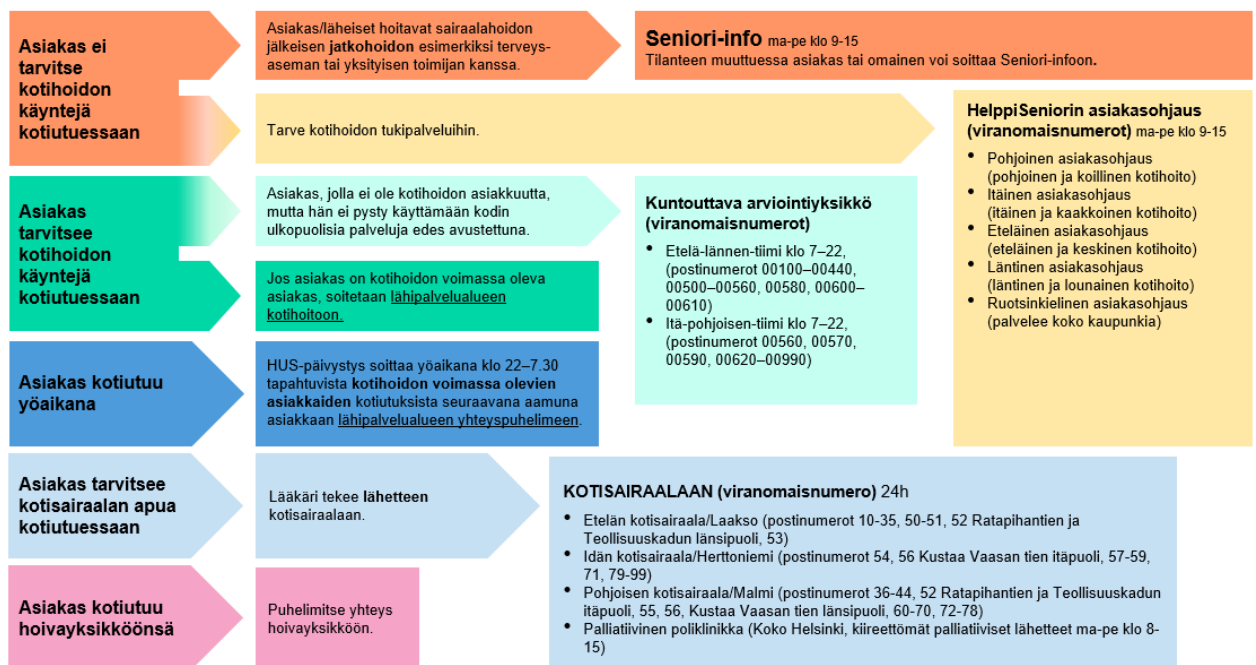 Asiakas ei
tarvitse
kotihoidon
käyntejä
kotiutuessaan
Asiakas/läheiset hoitavat sairaalahoidon
jälkeisen jatkohoidon esimerkiksi terveys-
aseman tai yksityisen toimijan kanssa.
Seniori-info ma-pe klo 9-15
Tilanteen muuttuessa asiakas tai omainen voi soittaa Seniori-infoon.
Tarve kotihoidon tukipalveluihin.
HelppiSeniorin asiakasohjaus
(viranomaisnumerot) ma-pe klo 9-15
• Pohjoinen asiakasohjaus
(pohjoinen ja koillinen kotihoito)
• Itäinen asiakasohjaus
(itäinen ja kaakkoinen kotihoito)
• Eteläinen asiakasohjaus
(eteläinen ja keskinen kotihoito)
• Läntinen asiakasohjaus
(läntinen ja lounainen kotihoito)
• Ruotsinkielinen asiakasohjaus
(palvelee koko kaupunkia)
Asiakas
tarvitsee
kotihoidon
käyntejä
kotiutuessaan
Asiakas, jolla ei ole kotihoidon asiakkuutta,
mutta hän ei pysty käyttämään kodin
ulkopuolisia palveluja edes avustettuna.
Kuntouttava arviointiyksikkö
(viranomaisnumerot)
• Etelä-lännen-tiimi klo 7–22,
(postinumerot 00100–00440,
00500–00560, 00580, 00600–
00610)
• Itä-pohjoisen-tiimi klo 7–22,
(postinumerot 00560, 00570,
00590, 00620–00990)
Jos asiakas on kotihoidon voimassa oleva
asiakas, soitetaan lähipalvelualueen
kotihoitoon.
Asiakas kotiutuu
yöaikana
HUS-päivystys soittaa yöaikana klo 22–7.30
tapahtuvista kotihoidon voimassa olevien
asiakkaiden kotiutuksista seuraavana aamuna
asiakkaan lähipalvelualueen yhteyspuhelimeen.
Asiakas tarvitsee
kotisairaalan apua
kotiutuessaan
Lääkäri tekee lähetteen
kotisairaalaan.
KOTISAIRAALAAN (viranomaisnumero) 24h
• Etelän kotisairaala/Laakso (postinumerot 10-35, 50-51, 52 Ratapihantien ja
Teollisuuskadun länsipuoli, 53)
• Idän kotisairaala/Herttoniemi (postinumerot 54, 56 Kustaa Vaasan tien itäpuoli, 57-59,
71, 79-99)
• Pohjoisen kotisairaala/Malmi (postinumerot 36-44, 52 Ratapihantien ja Teollisuuskadun
itäpuoli, 55, 56, Kustaa Vaasan tien länsipuoli, 60-70, 72-78)
• Palliatiivinen poliklinikka (Koko Helsinki, kiireettömät palliatiiviset lähetteet ma-pe klo 8-
15)
Asiakas kotiutuu
hoivayksikköönsä
Puhelimitse yhteys
hoivayksikköön.